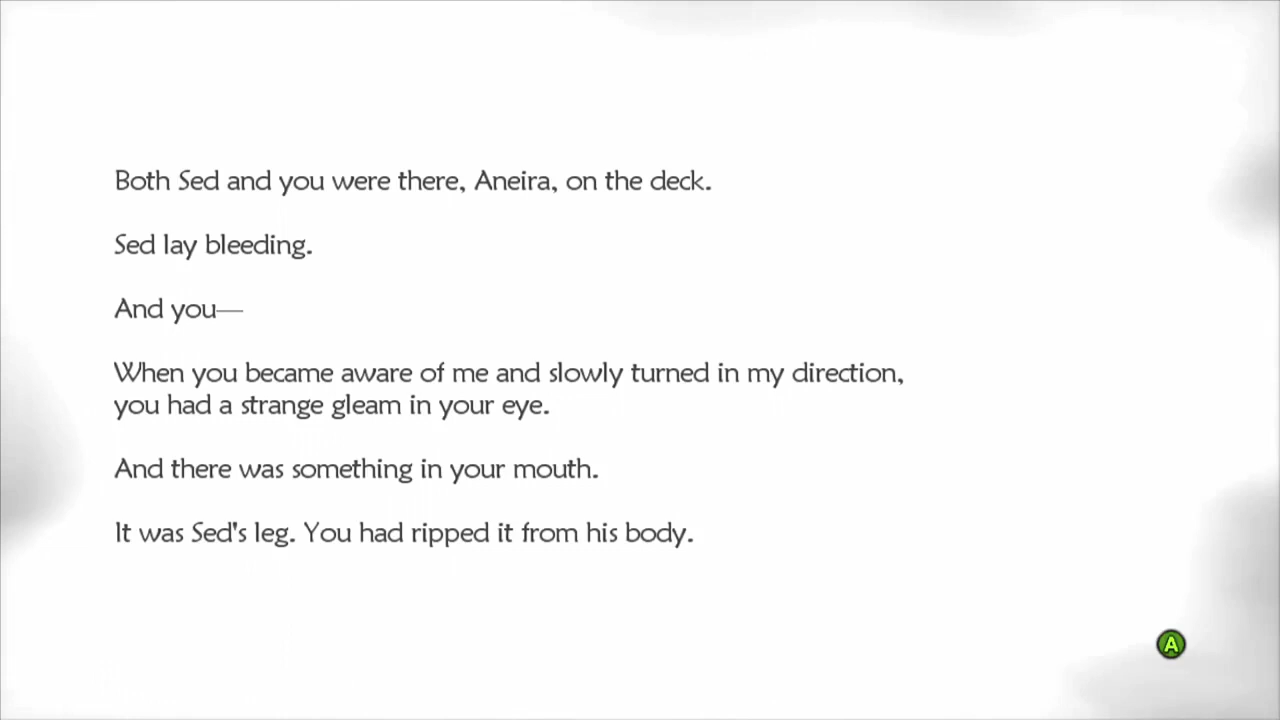 Both Sed and you were there, Aneira, on the deck.
Sed lay bleeding.
And you—
When you became aware of me and slowly turned in my direction,
you had a strange gleam in your eye.
And there was something in your mouth.
It was Sed's leg. You had ripped it from his body.
A